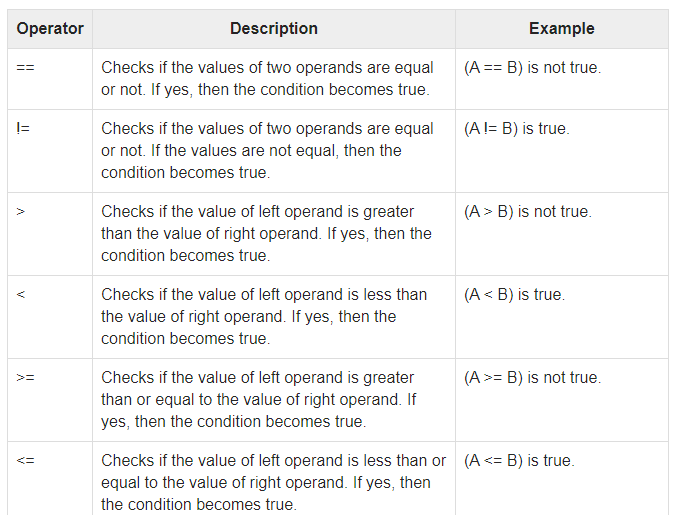 Operator Description Example
== Checks if the values of two operands are equal (A == B) is not true.
or not. If yes, then the condition becomes true.
!= Checks if the values of two operands are equal (A != B) is true.
or not. If the values are not equal, then the
condition becomes true.
> Checks if the value of left operand is greater (A > B) is not true.
than the value of right operand. If yes, then the
condition becomes true.
< Checks if the value of left operand is less than (A < B) is true.
the value of right operand. If yes, then the
condition becomes true.
>= Checks if the value of left operand is greater (A >= B) is not true.
than or equal to the value of right operand. If
yes, then the condition becomes true.
<= Checks if the value of left operand is less than or (A <= B) is true.
equal to the value of right operand. If yes, then
the condition becomes true.